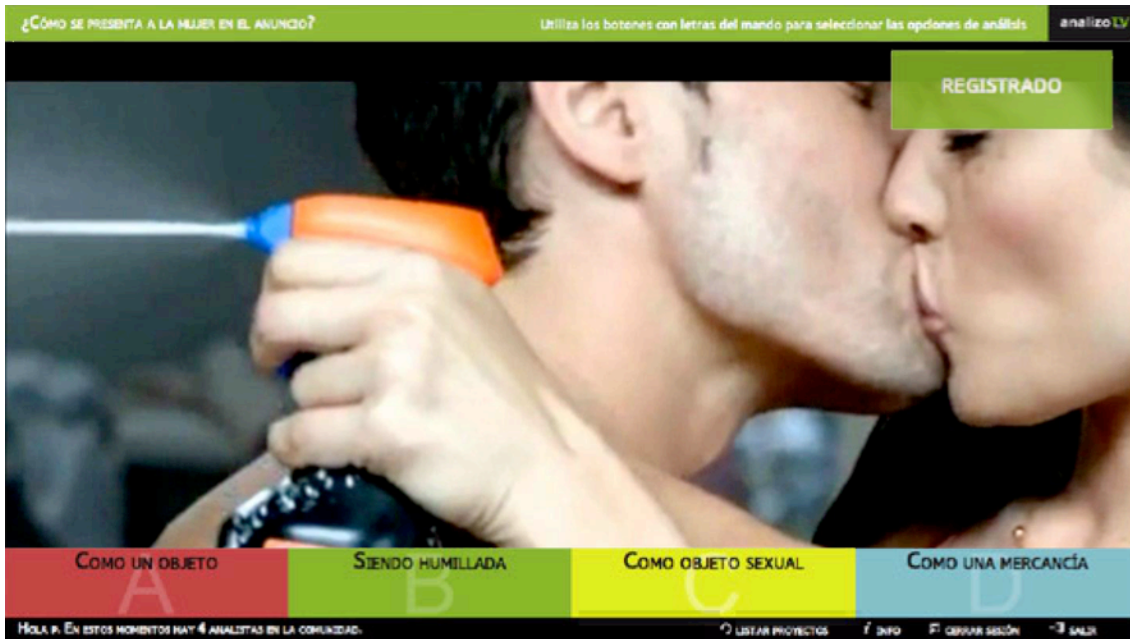 ¿CÓMO SE PRESENTA A LA MUJER EN EL ANUNCIO?
Utiliza los botones con letras del mando para seleccionar las opciones de análisis
analizoTV
REGISTRADO
COMO UN OBJETO
A
SIENDO HUMILLADA
B
COMO OBJETO SEXUAL
C
COMO UNA MERCANCÍA
D
HOLA P. EN ESTOS MOMENTOS HAY 4 ANALISTAS EN LA COMUNIDAD.
LISTAR PROYECTOS
i INFO
CERRAR SESIÓN
SALIR